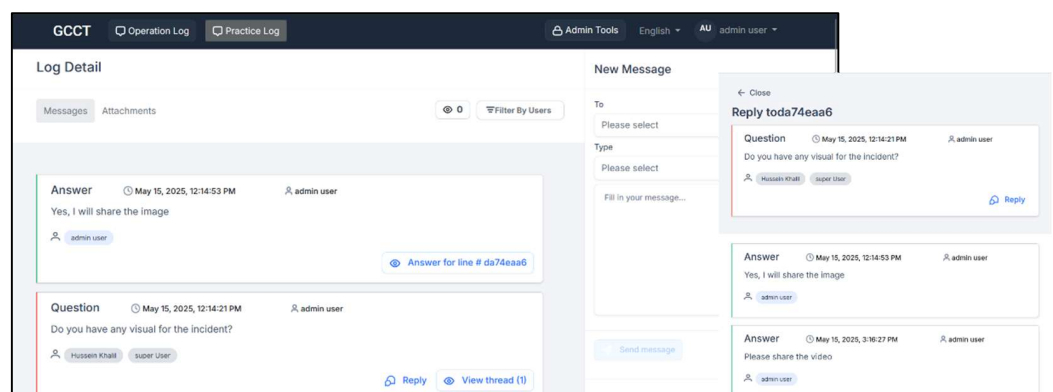 GCCT Operation Log Practice Log Admin Tools English AU admin user
Log Detail
Messages Attachments 0 Filter By Users
Answer May 15, 2025, 12:14:53 PM admin user
Yes, I will share the image
admin user
Answer for line # da74eaa6
Question May 15, 2025, 12:14:21 PM admin user
Do you have any visual for the incident?
Hussein Khalil super User
Reply View thread (1)
New Message
To
Please select
Type
Please select
Fill in your message...
Send message
Close
Reply toda74eaa6
Question May 15, 2025, 12:14:21 PM admin user
Do you have any visual for the incident?
Hussein Khalil super User
Reply
Answer May 15, 2025, 12:14:53 PM admin user
Yes, I will share the image
admin user
Answer May 15, 2025, 3:16:27 PM admin user
Please share the video
admin user